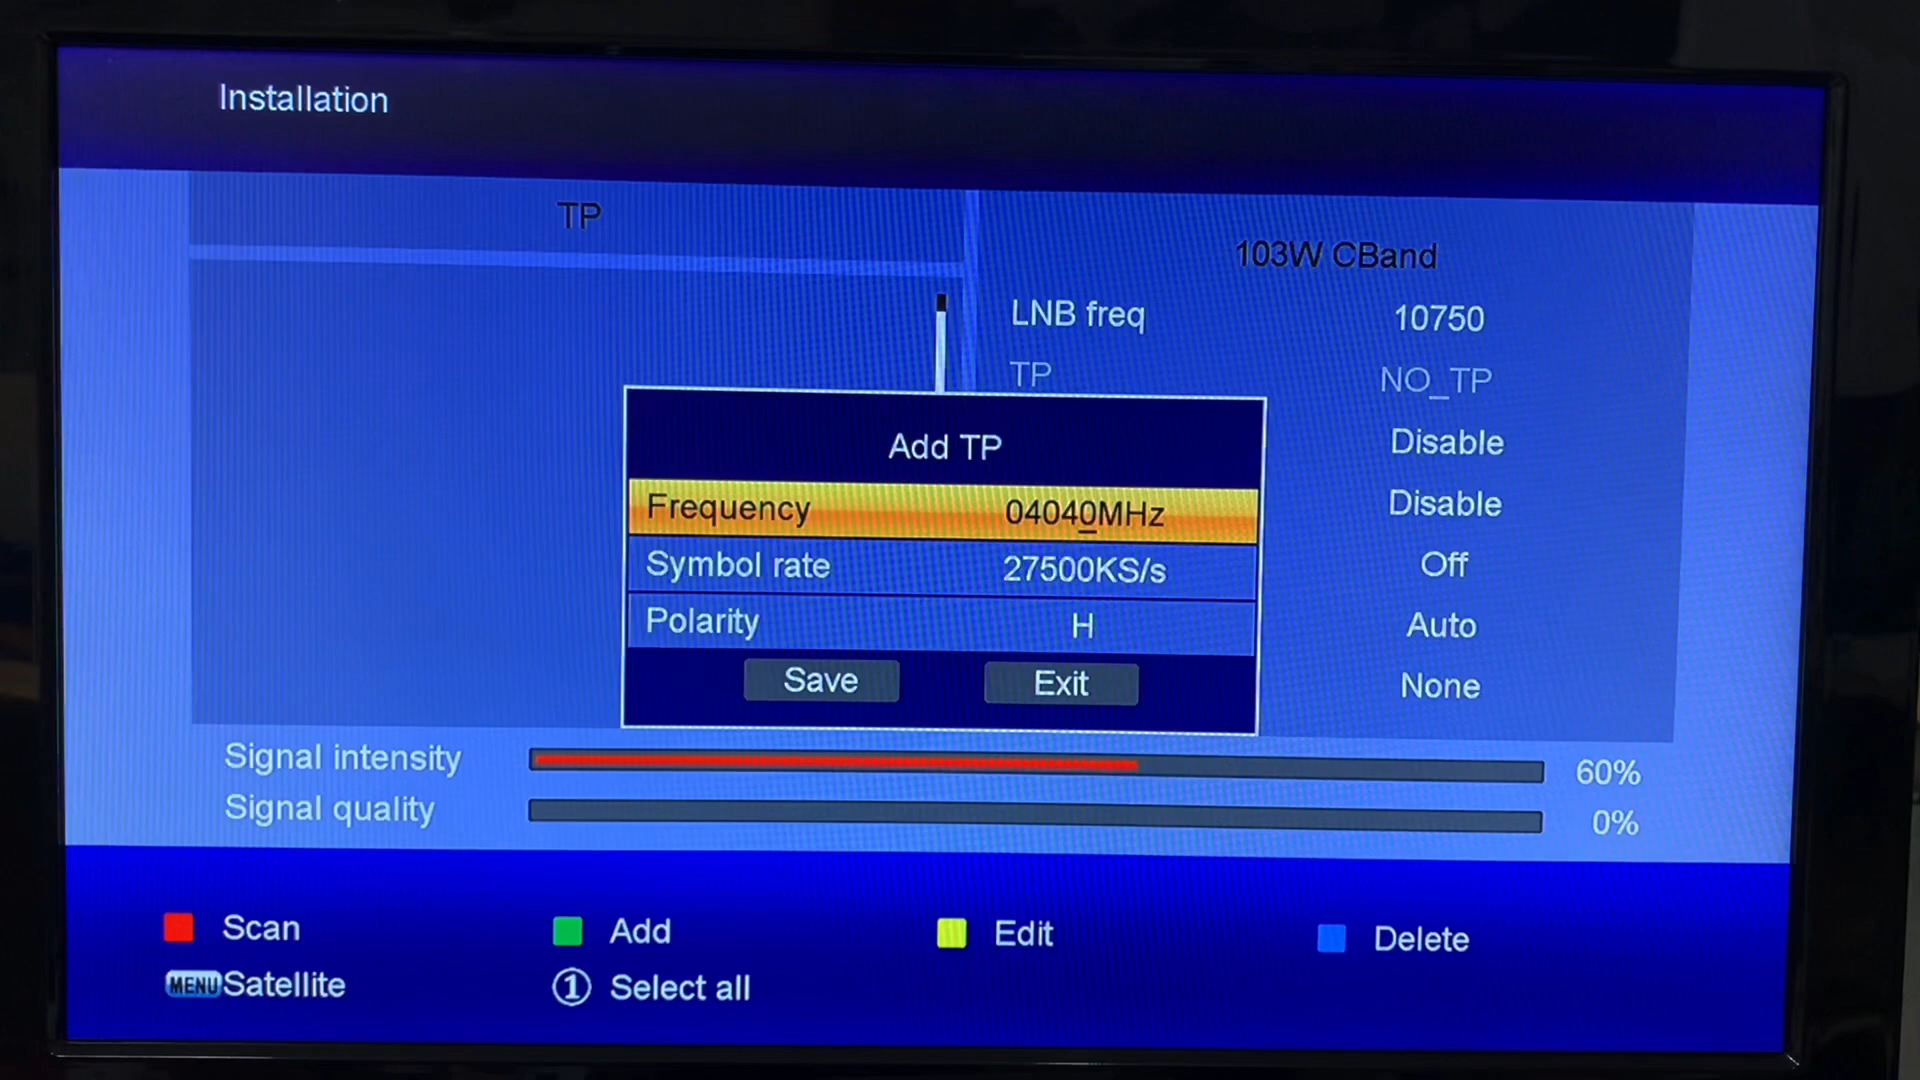 Installation
TP
103W CBand
LNB freq 10750
TP NO_TP
Disable
Disable
Off
Auto
None
Add TP
Frequency 04040MHz
Symbol rate 27500KS/s
Polarity H
Save Exit
Signal intensity 60%
Signal quality 0%
Scan Add Edit Delete
MENU Satellite 1 Select all